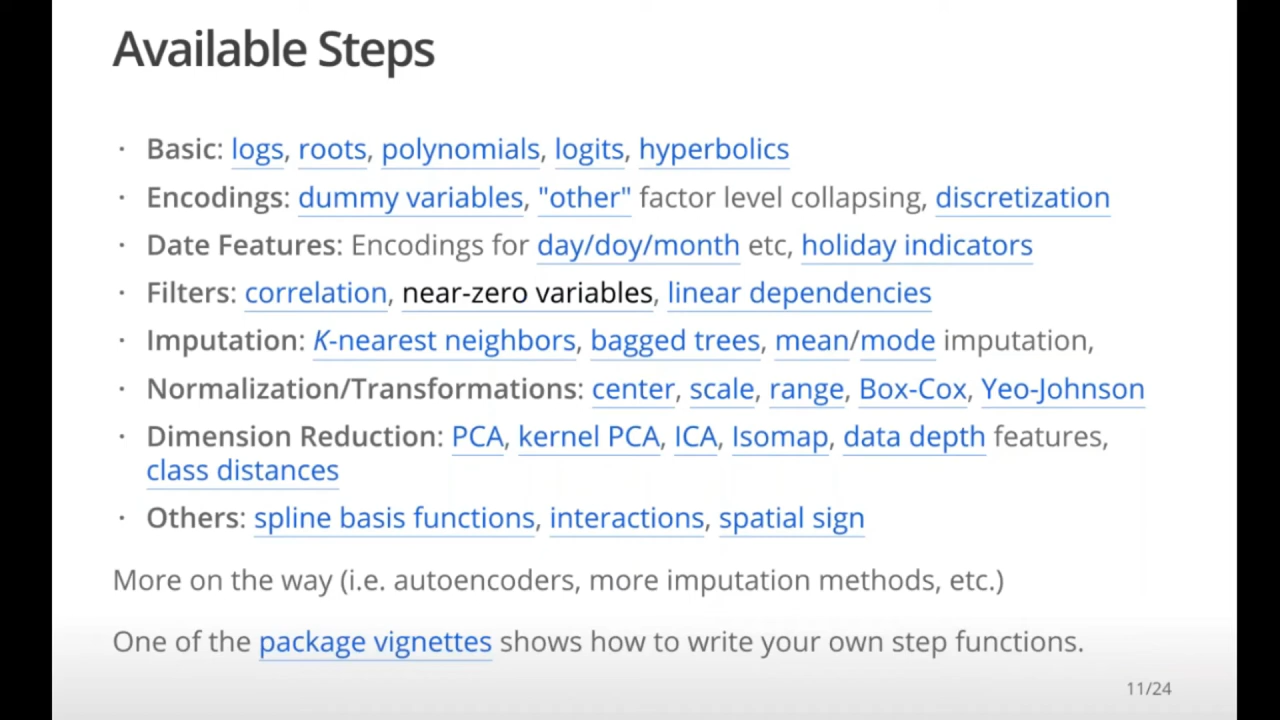 Available Steps
· Basic: logs, roots, polynomials, logits, hyperbolics
· Encodings: dummy variables, "other" factor level collapsing, discretization
· Date Features: Encodings for day/doy/month etc, holiday indicators
· Filters: correlation, near-zero variables, linear dependencies
· Imputation: K-nearest neighbors, bagged trees, mean/mode imputation,
· Normalization/Transformations: center, scale, range, Box-Cox, Yeo-Johnson
· Dimension Reduction: PCA, kernel PCA, ICA, Isomap, data depth features,
class distances
· Others: spline basis functions, interactions, spatial sign
More on the way (i.e. autoencoders, more imputation methods, etc.)
One of the package vignettes shows how to write your own step functions.
11/24